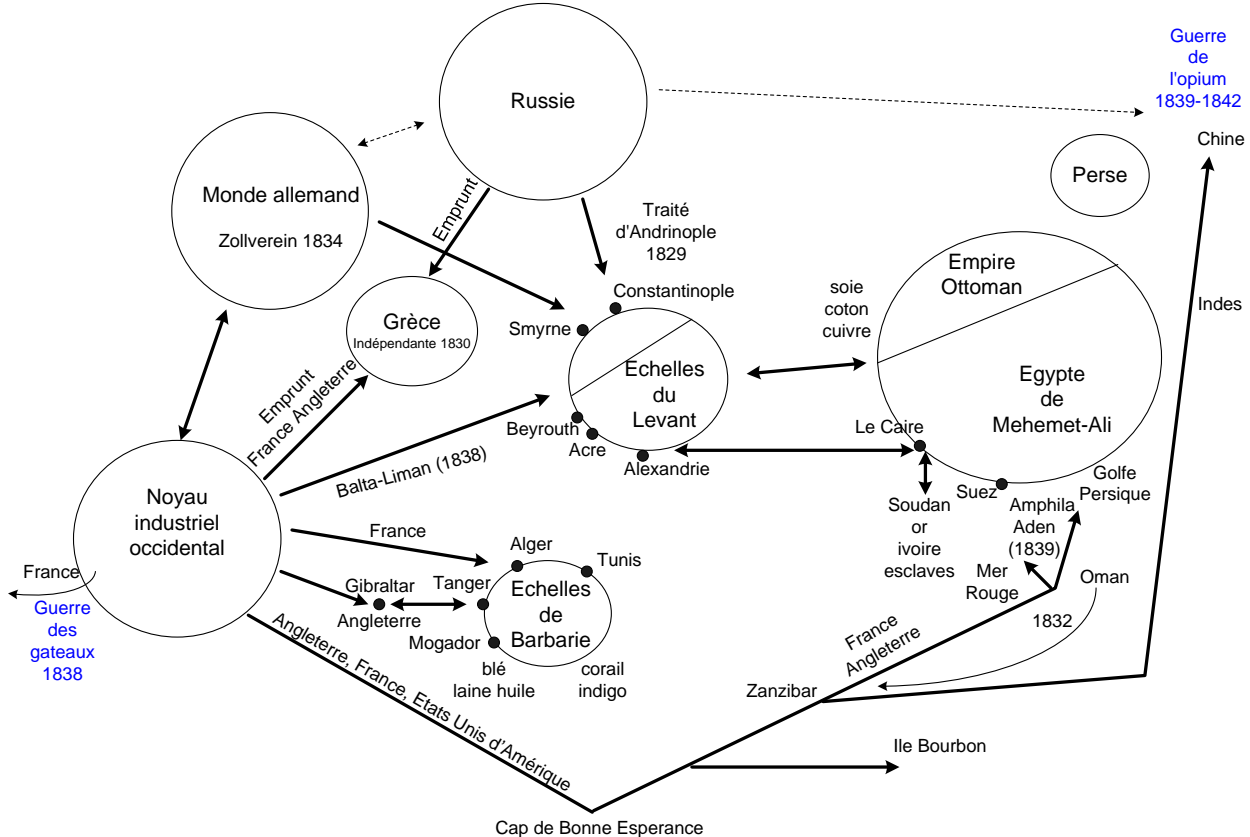 Guerre
de
l'opium
1839-1842
Chine
Russie
Perse
Monde allemand
Zollverein 1834
Emprunt
Traité
d'Andrinople
1829
Empire
Ottoman
soie
coton
cuivre
Indes
Constantinople
Smyrne
Grèce
Indépendante 1830
Echelles
du
Levant
Egypte
de
Mehemet-Ali
Emprunt
France Angleterre
Beyrouth
Acre
Alexandrie
Le Caire
Balta-Liman (1838)
Suez
Golfe
Persique
Soudan
or
ivoire
esclaves
Amphila
Aden
(1839)
Mer
Rouge
Oman
1832
Noyau
industriel
occidental
France
Alger
Tunis
Gibraltar
Angleterre
Tanger
Echelles
de
Barbarie
Mogador
blé
laine huile
corail
indigo
France
Guerre
des
gateaux
1838
Angleterre, France, Etats Unis d'Amérique
France
Angleterre
Zanzibar
Ile Bourbon
Cap de Bonne Esperance